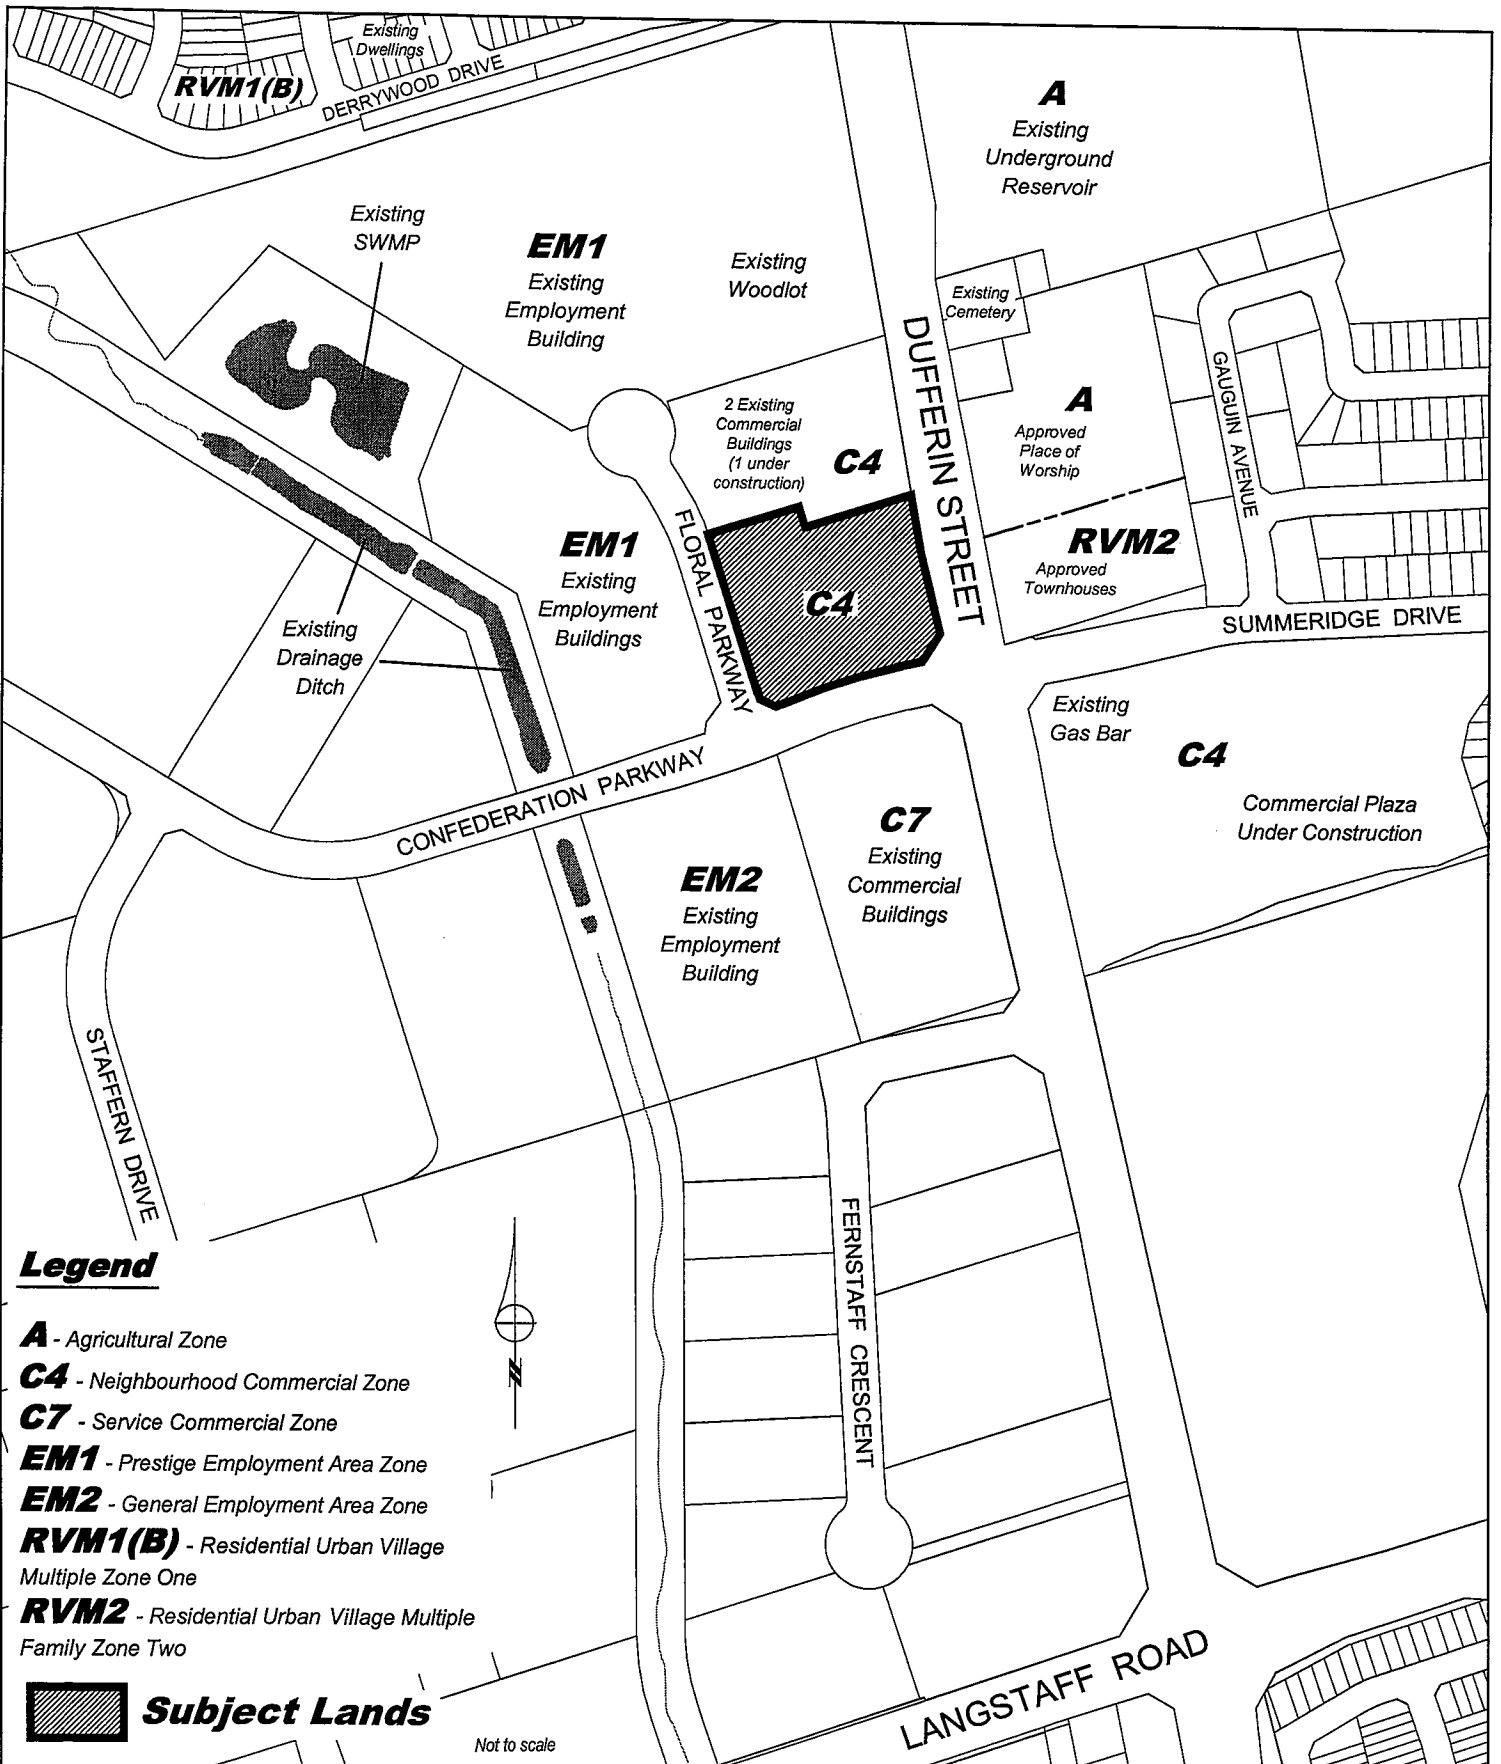 Existing
Dwellings
RVM1(B)
DERRYWOOD DRIVE
A
Existing
Underground
Reservoir
Existing
SWMP
EM1
Existing
Employment
Building
Existing
Woodlot
Existing
Cemetery
DUFFERIN STREET
GAUGUIN AVENUE
2 Existing
Commercial
Buildings
(1 under
construction)
C4
A
Approved
Place of
Worship
FLORAL PARKWAY
EM1
Existing
Employment
Buildings
C4
RVM2
Approved
Townhouses
SUMMERIDGE DRIVE
Existing
Drainage
Ditch
Existing
Gas Bar
C4
Commercial Plaza
Under Construction
CONFEDERATION PARKWAY
C7
Existing
Commercial
Buildings
EM2
Existing
Employment
Building
STAFFERN DRIVE
FERNSTAFF CRESCENT
Legend
A - Agricultural Zone
C4 - Neighbourhood Commercial Zone
C7 - Service Commercial Zone
EM1 - Prestige Employment Area Zone
EM2 - General Employment Area Zone
RVM1(B) - Residential Urban Village
Multiple Zone One
RVM2 - Residential Urban Village Multiple
Family Zone Two
Subject Lands
N
Not to scale
LANGSTAFF ROAD